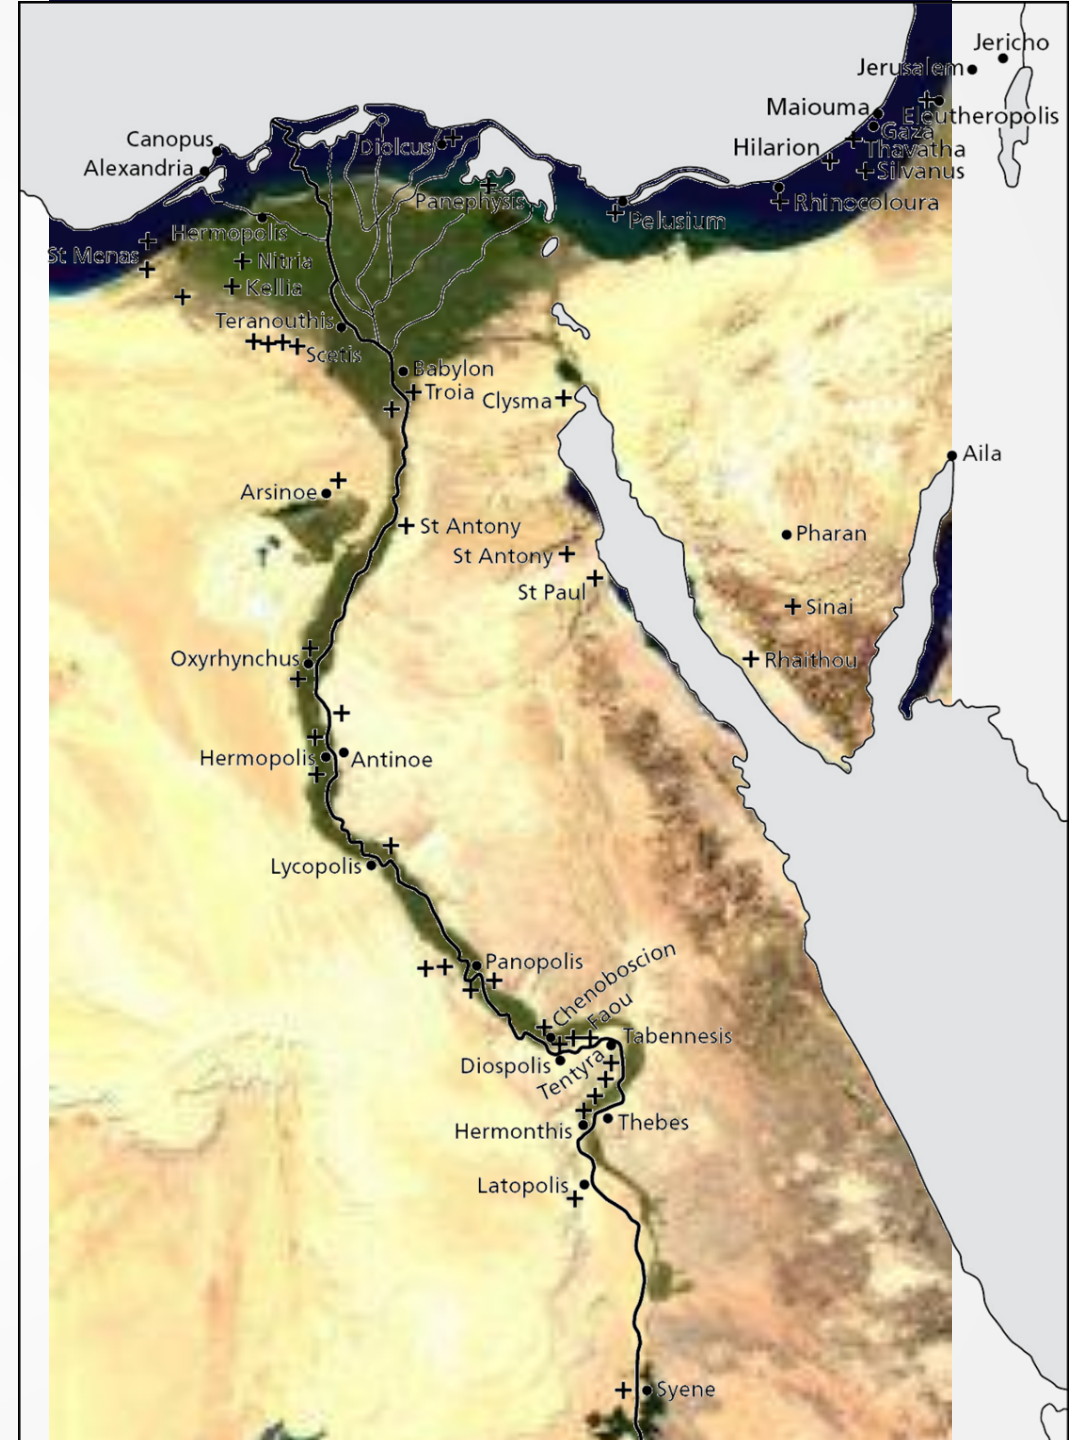 Jericho
Jerusalem
Maiouma
Eleutheropolis
Gaza
Canopus
Diolcus
Hilarion
Thavatha
Alexandria
Silvanus
Panephysis
Rhinocoloura
Pelusium
Hermopolis
St Menas
Nitria
Kellia
Teranouthis
Scetis
Babylon
Troia
Clysma
Aila
Arsinoe
St Antony
Pharan
St Antony
St Paul
Sinai
Oxyrhynchus
Rhaithou
Hermopolis
Antinoe
Lycopolis
Panopolis
Chenoboscion
Faou
Tabennesis
Diospolis
Tentyra
Thebes
Hermonthis
Latopolis
Syene